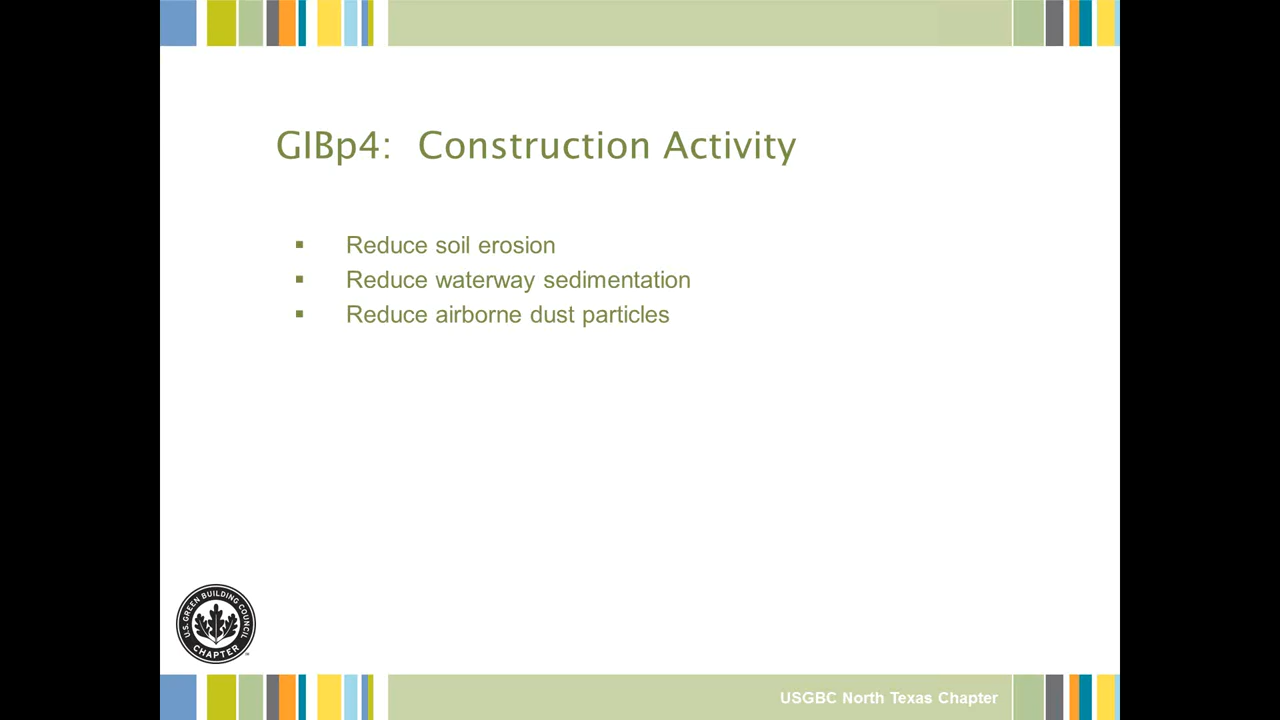 GIBp4: Construction Activity
▪ Reduce soil erosion
▪ Reduce waterway sedimentation
▪ Reduce airborne dust particles
U.S. GREEN BUILDING COUNCIL
CHAPTER
USGBC North Texas Chapter